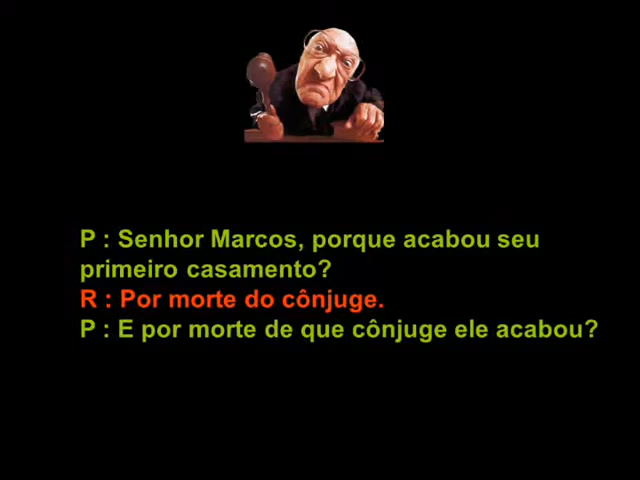 P : Senhor Marcos, porque acabou seu
primeiro casamento?
R : Por morte do cônjuge.
P : E por morte de que cônjuge ele acabou?